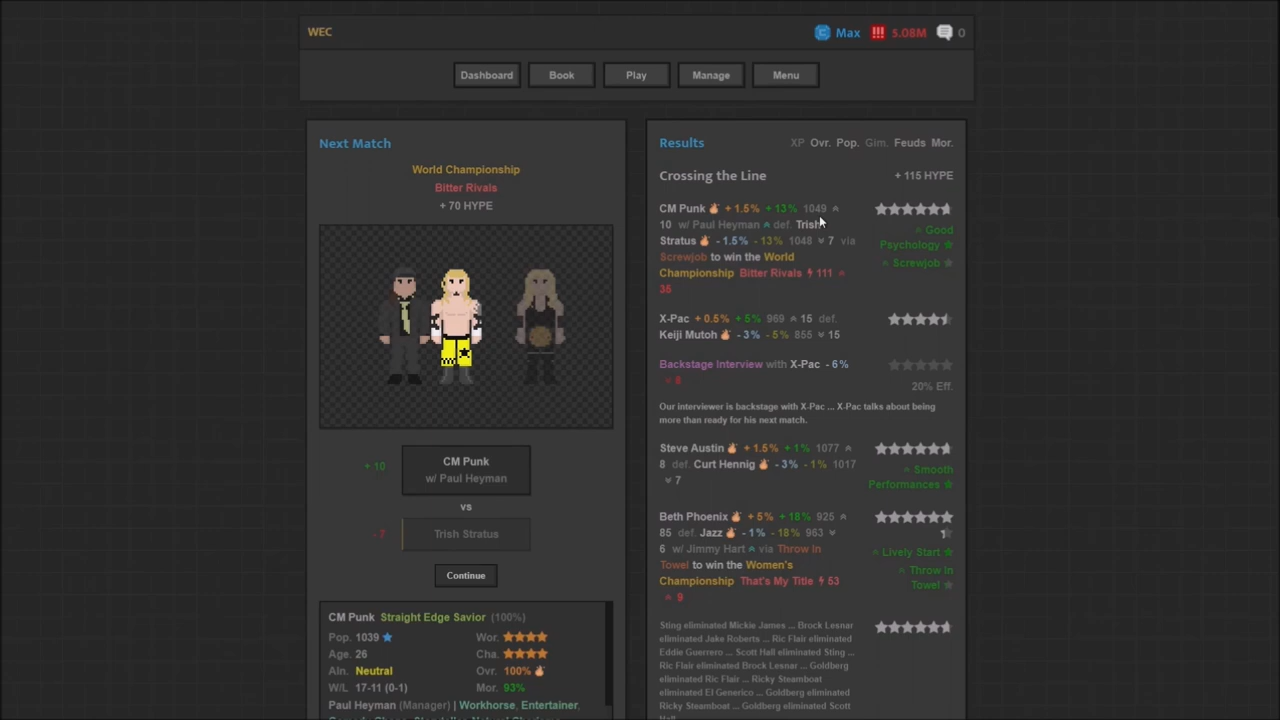 WEC
Max 5.08M 0
Dashboard Book Play Manage Menu
Next Match
World Championship
Bitter Rivals
+ 70 HYPE
+ 10
CM Punk
w/ Paul Heyman
vs
- 7
Trish Stratus
Continue
CM Punk Straight Edge Savior (100%)
Pop. 1039 Wor.
Age. 26 Cha.
Aln. Neutral Ovr. 100%
W/L 17-11 (0-1) Mor. 93%
Paul Heyman (Manager) | Workhorse, Entertainer,
Results XP Ovr. Pop. Gim. Feuds Mor.
Crossing the Line + 115 HYPE
CM Punk + 1.5% + 13% 1049
10 w/ Paul Heyman def. Trish
Stratus - 1.5% - 13% 1048 7 via
Screwjob to win the World
Championship Bitter Rivals 111
35
Good
Psychology
Screwjob
X-Pac + 0.5% + 5% 969 15 def.
Keiji Mutoh - 3% - 5% 855 15
Backstage Interview with X-Pac - 6%
20% Eff.
Our interviewer is backstage with X-Pac ... X-Pac talks about being
more than ready for his next match.
Steve Austin + 1.5% + 1% 1077
8 def. Curt Hennig - 3% - 1% 1017
7
Smooth
Performances
Beth Phoenix + 5% + 18% 925
85 def. Jazz - 1% - 18% 963
6 w/ Jimmy Hart via Throw In
Towel to win the Women's
Championship That's My Title 53
9
Lively Start
Throw In
Towel
Sting eliminated Mickie James ... Brock Lesnar
eliminated Jake Roberts ... Ric Flair eliminated
Eddie Guerrero ... Scott Hall eliminated Sting ...
Ric Flair eliminated Brock Lesnar ... Goldberg
eliminated Ric Flair ... Ricky Steamboat
eliminated El Generico ... Goldberg eliminated
Ricky Steamboat ... Goldberg eliminated Scott
Hall